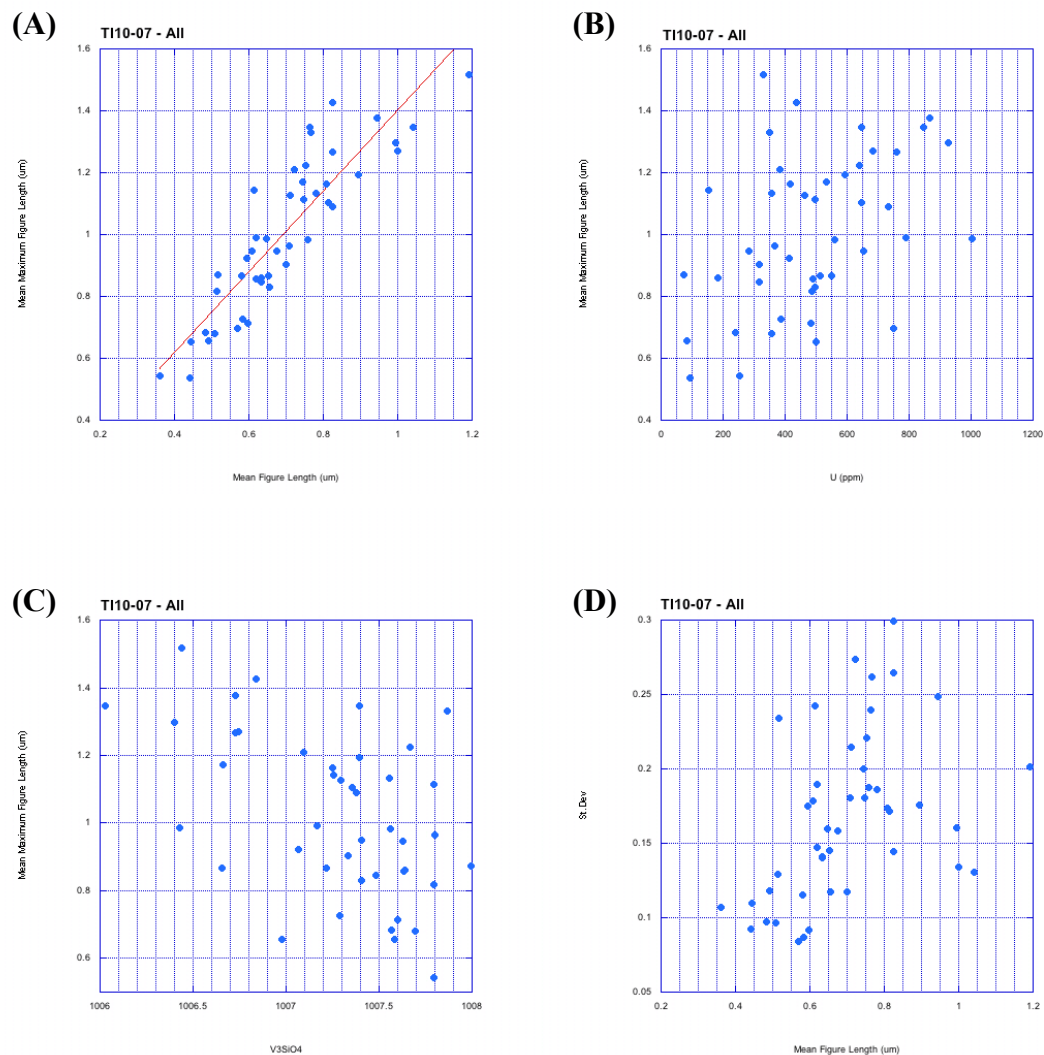 (A)
TI10-07 - All
Mean Maximum Figure Length (um)
1.6
1.4
1.2
1
0.8
0.6
0.4
0.2 0.4 0.6 0.8 1 1.2
Mean Figure Length (um)
(B)
TI10-07 - All
Mean Maximum Figure Length (um)
1.6
1.4
1.2
1
0.8
0.6
0.4
0 200 400 600 800 1000 1200
U (ppm)
(C)
TI10-07 - All
Mean Maximum Figure Length (um)
1.6
1.4
1.2
1
0.8
0.6
1006 1006.5 1007 1007.5 1008
V3SiO4
(D)
TI10-07 - All
St.Dev
0.3
0.25
0.2
0.15
0.1
0.05
0.2 0.4 0.6 0.8 1 1.2
Mean Figure Length (um)